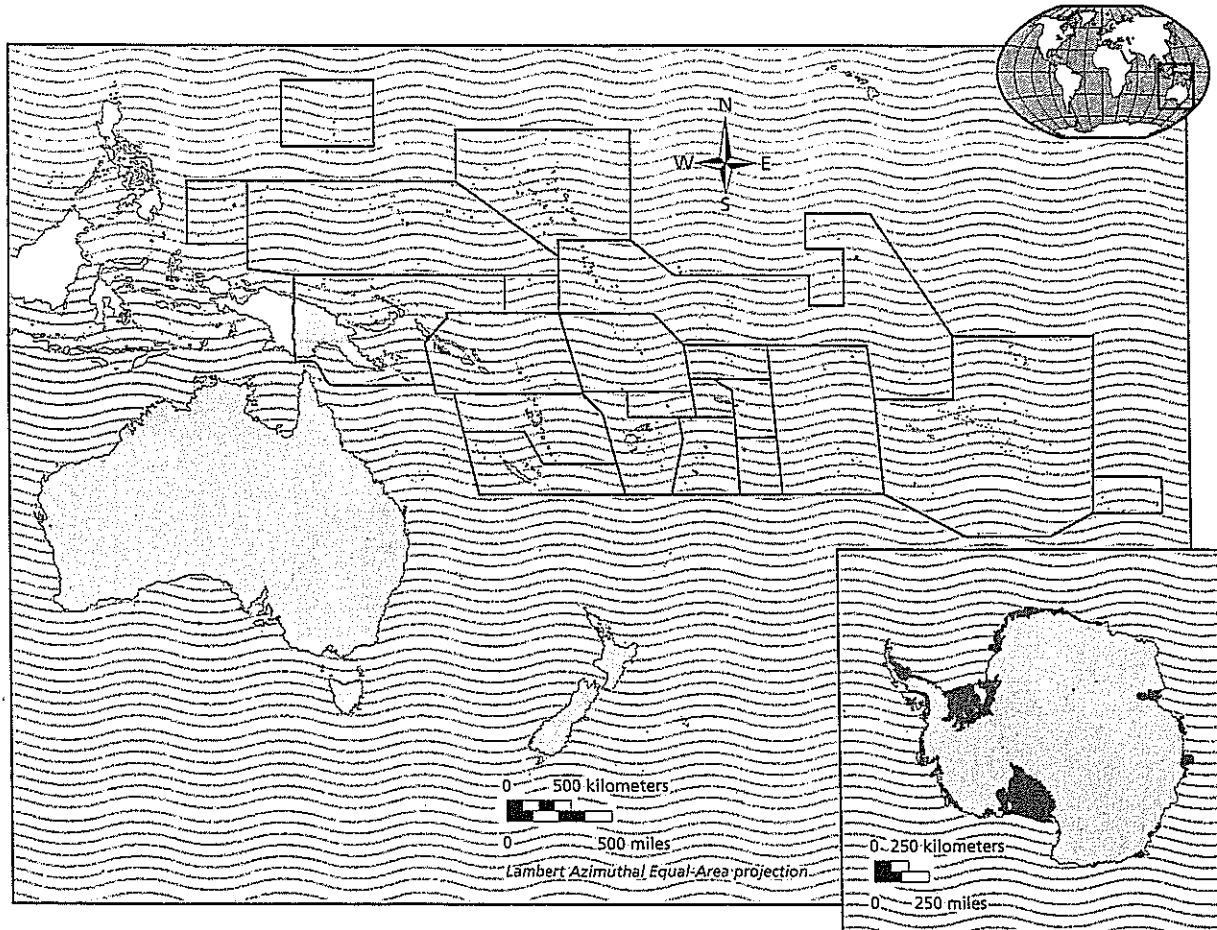 N
W E
S
0 500 kilometers
0 500 miles
Lambert Azimuthal Equal-Area projection
0 250 kilometers
0 250 miles